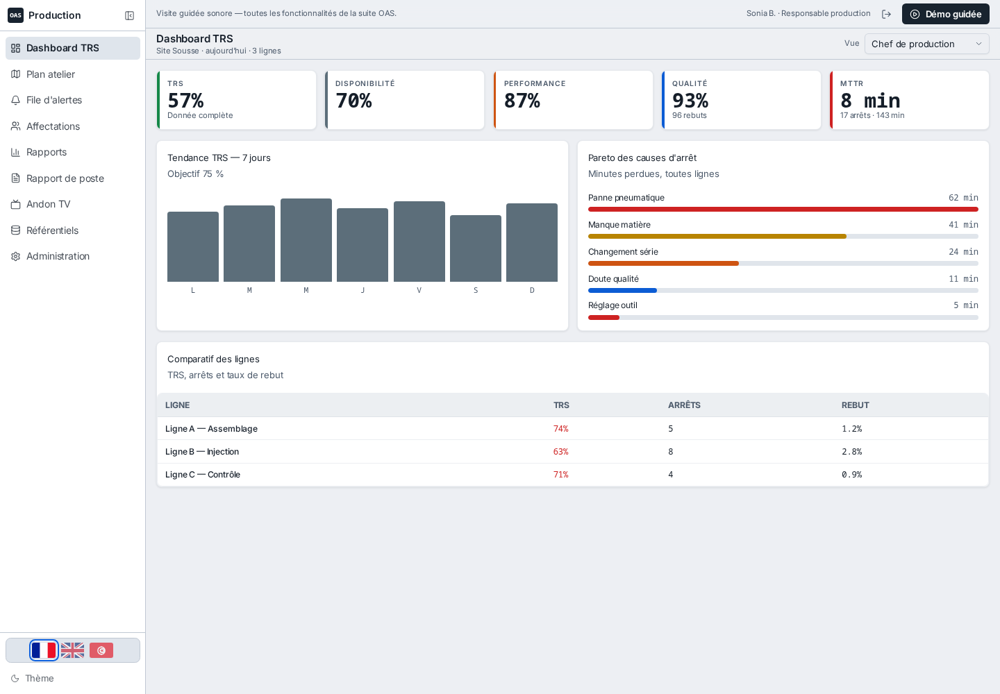 OAS Production
Dashboard TRS
Plan atelier
File d'alertes
Affectations
Rapports
Rapport de poste
Andon TV
Référentiels
Administration
Thème
Visite guidée sonore — toutes les fonctionnalités de la suite OAS.
Sonia B. · Responsable production
Démo guidée
Dashboard TRS
Site Sousse · aujourd'hui · 3 lignes
Vue
Chef de production
TRS
57%
Donnée complète
DISPONIBILITÉ
70%
PERFORMANCE
87%
QUALITÉ
93%
96 rebuts
MTTR
8 min
17 arrêts · 143 min
Tendance TRS — 7 jours
Objectif 75 %
L M M J V S D
Pareto des causes d'arrêt
Minutes perdues, toutes lignes
Panne pneumatique 62 min
Manque matière 41 min
Changement série 24 min
Doute qualité 11 min
Réglage outil 5 min
Comparatif des lignes
TRS, arrêts et taux de rebut
LIGNE TRS ARRÊTS REBUT
Ligne A — Assemblage 74% 5 1.2%
Ligne B — Injection 63% 8 2.8%
Ligne C — Contrôle 71% 4 0.9%